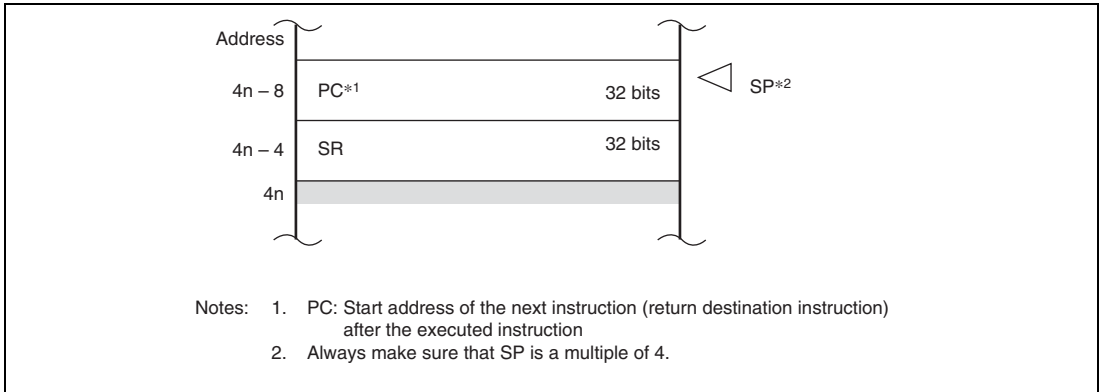 Address
4n – 8 PC*1 32 bits SP*2
4n – 4 SR 32 bits
4n
Notes: 1. PC: Start address of the next instruction (return destination instruction)
after the executed instruction
2. Always make sure that SP is a multiple of 4.